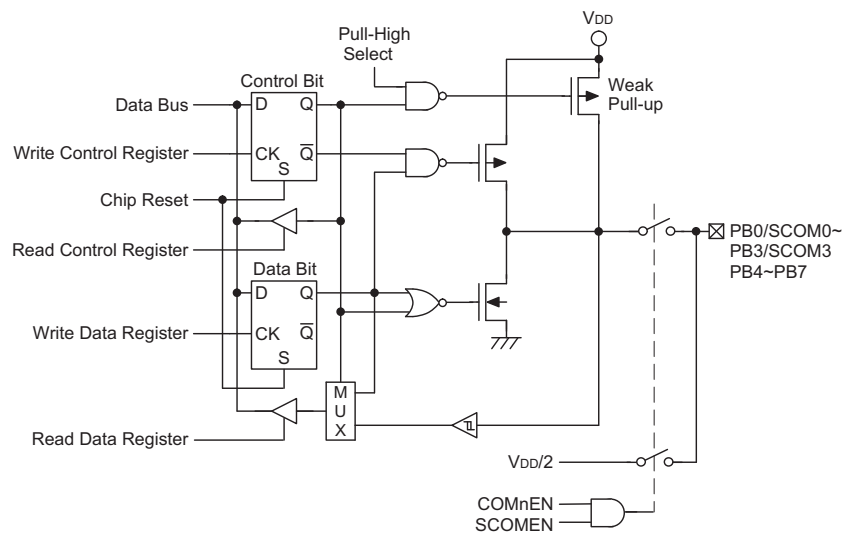 VDD
Pull-High
Select
Control Bit
Weak
Pull-up
Data Bus
D
Q
Write Control Register
CK
Q
S
Chip Reset
Read Control Register
PB0/SCOM0~
PB3/SCOM3
PB4~PB7
Data Bit
D
Q
Write Data Register
CK
Q
S
M
U
X
Read Data Register
VDD/2
COMnEN
SCOMEN